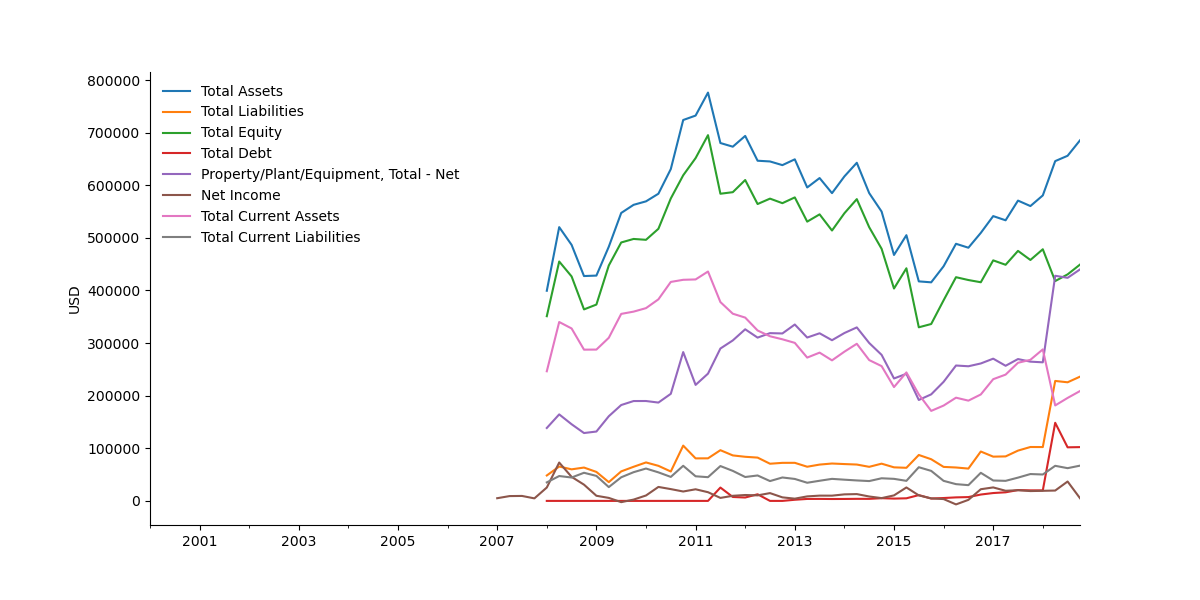 800000
700000
600000
500000
400000
300000
200000
100000
0
USD
Total Assets
Total Liabilities
Total Equity
Total Debt
Property/Plant/Equipment, Total - Net
Net Income
Total Current Assets
Total Current Liabilities
2001 2003 2005 2007 2009 2011 2013 2015 2017